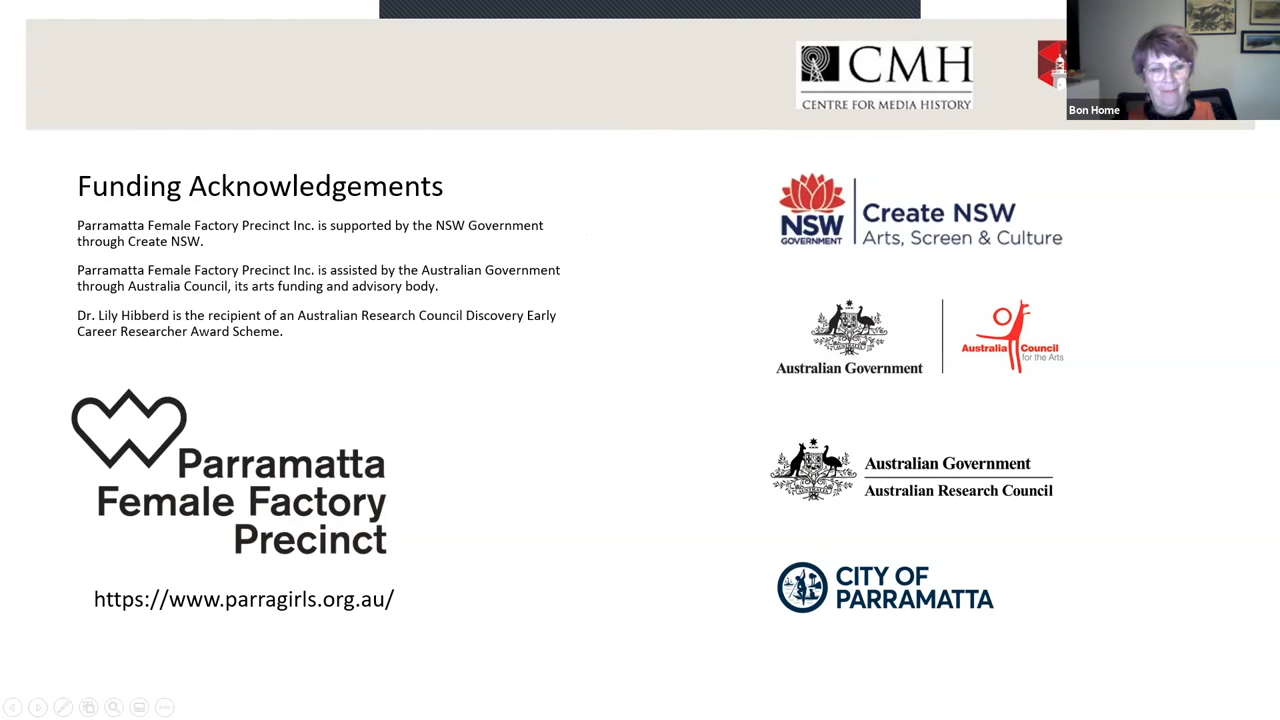 CMH
CENTRE FOR MEDIA HISTORY
Bon Home
Funding Acknowledgements
Parramatta Female Factory Precinct Inc. is supported by the NSW Government
through Create NSW.
Parramatta Female Factory Precinct Inc. is assisted by the Australian Government
through Australia Council, its arts funding and advisory body.
Dr. Lily Hibberd is the recipient of an Australian Research Council Discovery Early
Career Researcher Award Scheme.
Parramatta
Female Factory
Precinct
https://www.parragirls.org.au/
NSW
GOVERNMENT
Create NSW
Arts, Screen & Culture
Australian Government
Australia Council
for the Arts
Australian Government
Australian Research Council
CITY OF
PARRAMATTA